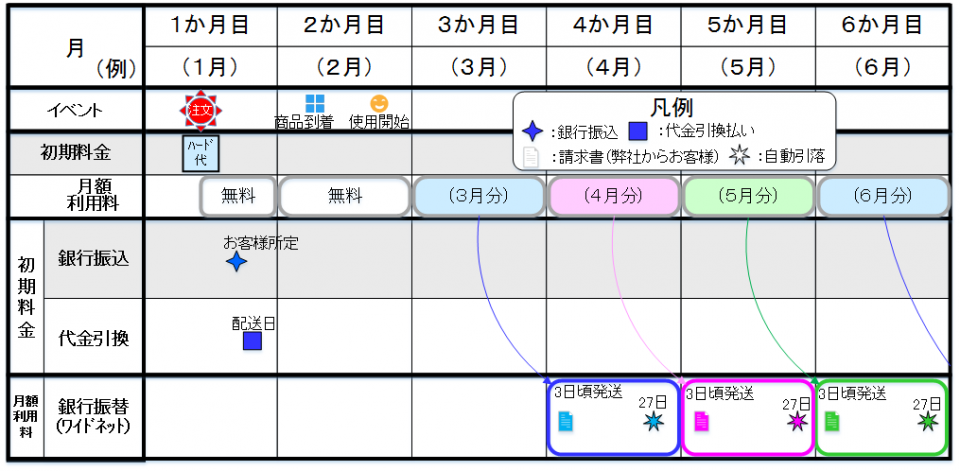 月
(例)
1か月目 2か月目 3か月目 4か月目 5か月目 6か月目
(1月) (2月) (3月) (4月) (5月) (6月)
イベント
注文
商品到着 使用開始
凡例
:銀行振込 :代金引換払い
:請求書(弊社からお客様) :自動引落
初期料金
ハード
代
月額
利用料
無料 無料 (3月分) (4月分) (5月分) (6月分)
初期料金
銀行振込
お客様所定
代金引換
配送日
月額
利用
料
銀行振替
(ワイドネット)
3日頃発送 3日頃発送 3日頃発送
27日 27日 27日